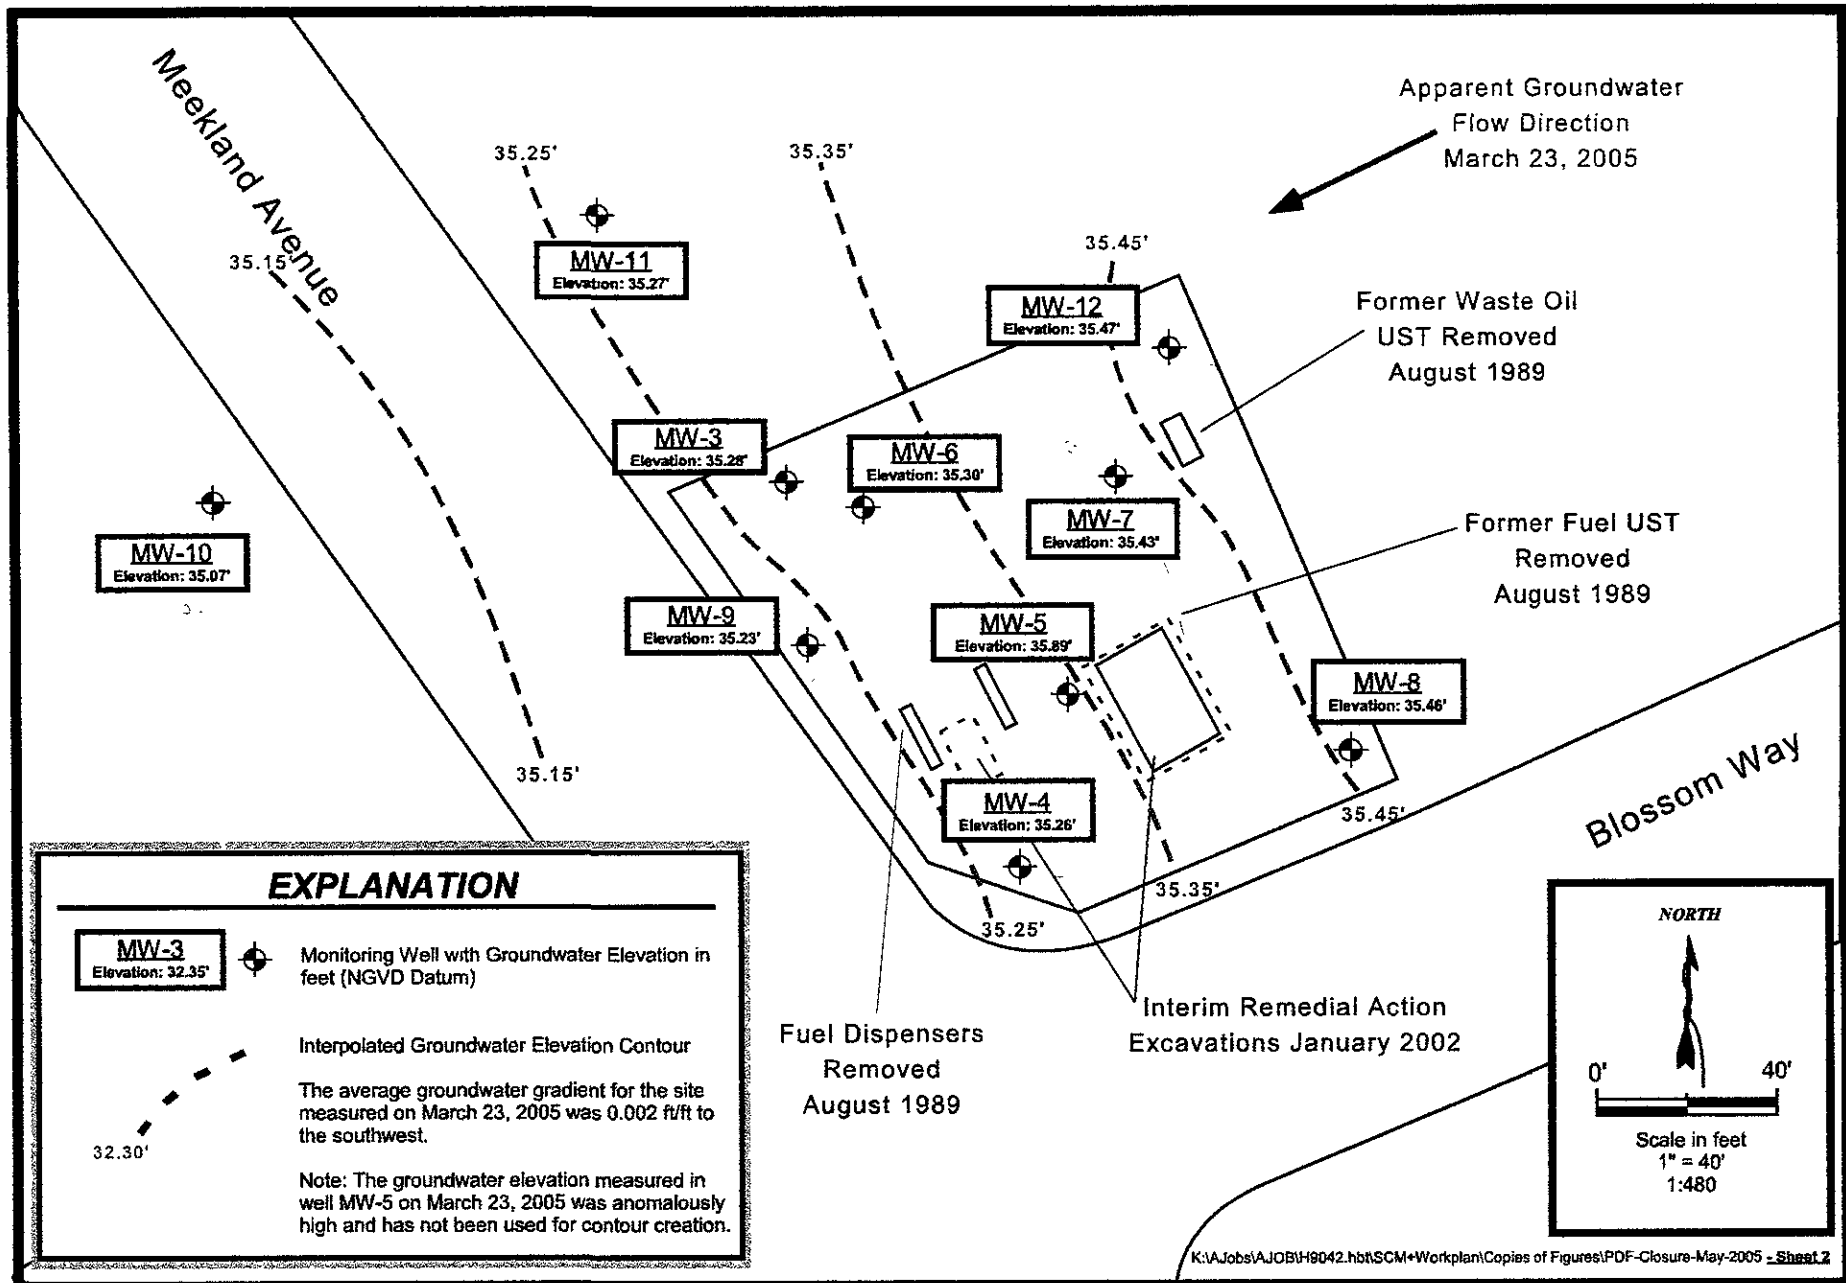 Meekland Avenue
35.25'
35.35'
Apparent Groundwater
Flow Direction
March 23, 2005
35.15'
MW-11
Elevation: 35.27'
35.45'
MW-12
Elevation: 35.47'
Former Waste Oil
UST Removed
August 1989
MW-3
Elevation: 35.28'
MW-6
Elevation: 35.30'
MW-7
Elevation: 35.43'
Former Fuel UST
Removed
August 1989
MW-10
Elevation: 35.07'
MW-9
Elevation: 35.23'
MW-5
Elevation: 35.89'
MW-8
Elevation: 35.46'
35.15'
MW-4
Elevation: 35.26'
35.45'
Blossom Way
35.35'
35.25'
Fuel Dispensers
Removed
August 1989
Interim Remedial Action
Excavations January 2002
EXPLANATION
MW-3
Elevation: 32.35'
Monitoring Well with Groundwater Elevation in
feet (NGVD Datum)
Interpolated Groundwater Elevation Contour
32.30'
The average groundwater gradient for the site
measured on March 23, 2005 was 0.002 ft/ft to
the southwest.
Note: The groundwater elevation measured in
well MW-5 on March 23, 2005 was anomalously
high and has not been used for contour creation.
NORTH
0' 40'
Scale in feet
1" = 40'
1:480
K:\AJobs\AJOB\H9042.hbt\SCM+Workplan\Copies of Figures\PDF-Closure-May-2005 - Sheet 2